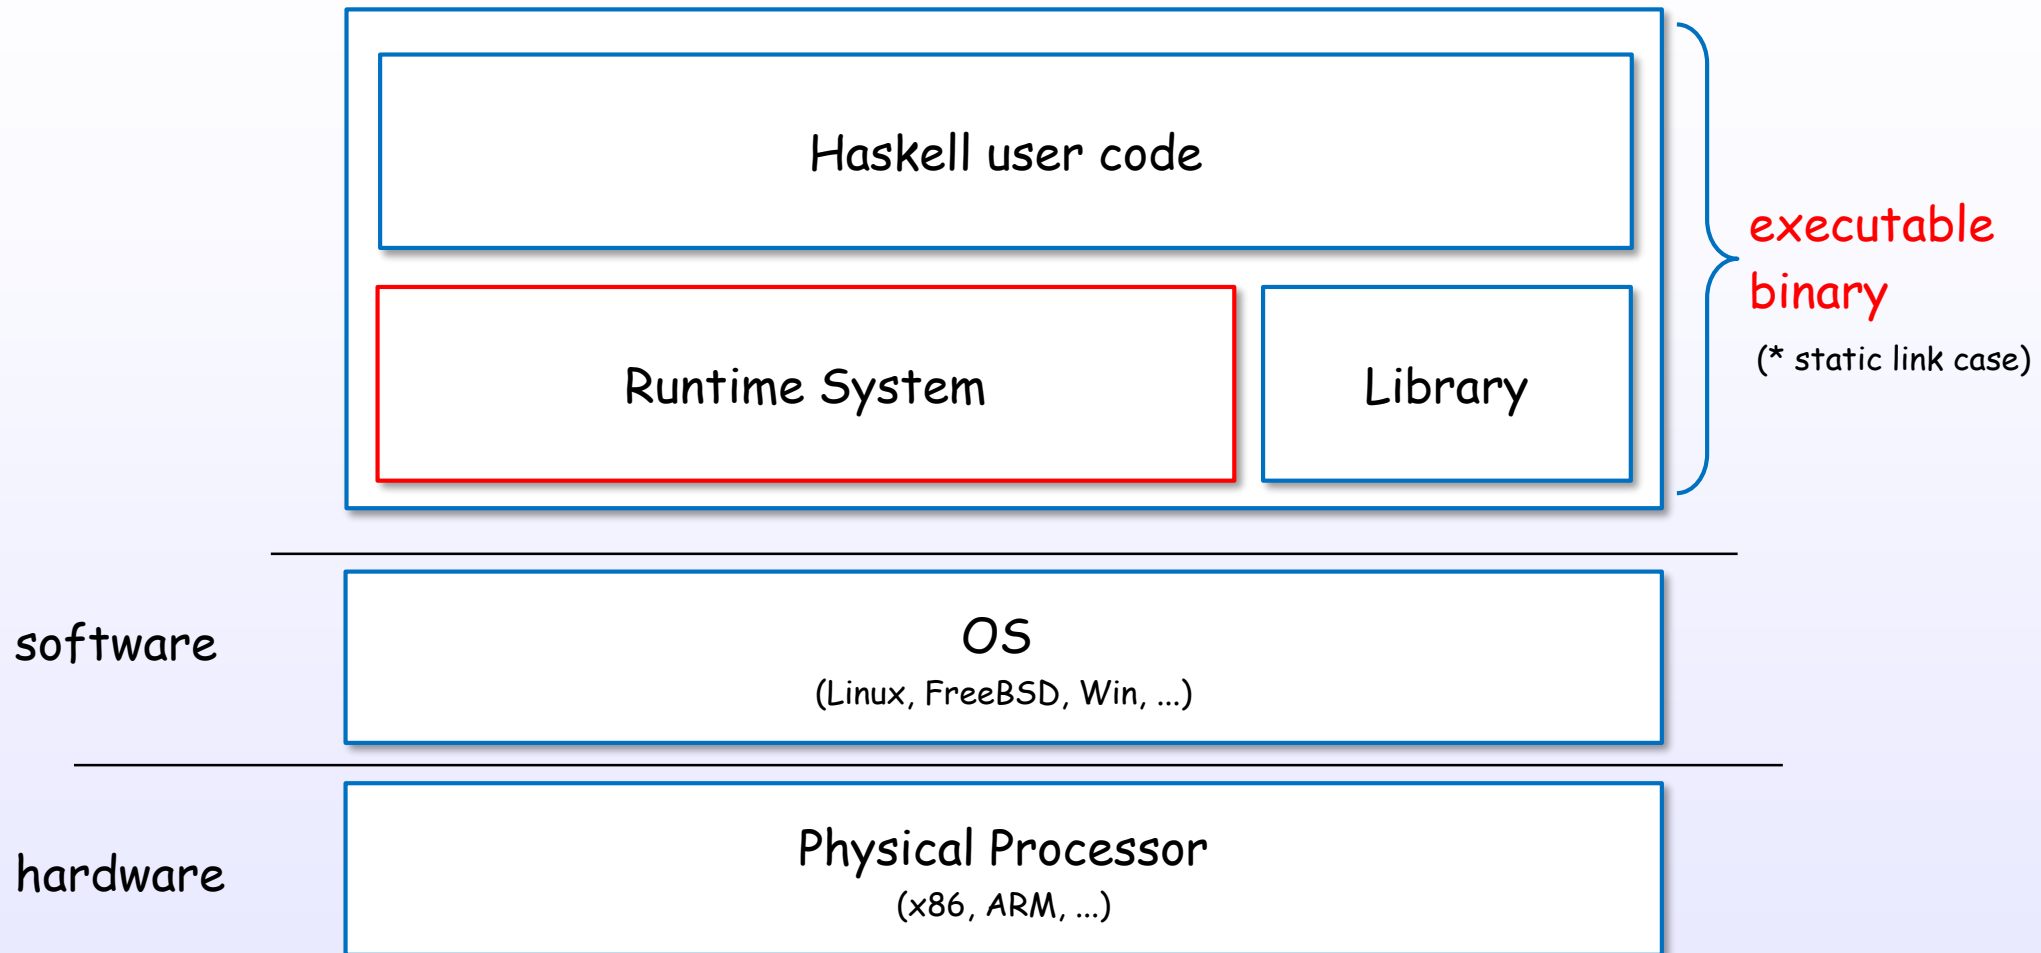 Haskell user code
Runtime System
Library
executable
binary
(* static link case)
software
OS
(Linux, FreeBSD, Win, ...)
hardware
Physical Processor
(x86, ARM, ...)